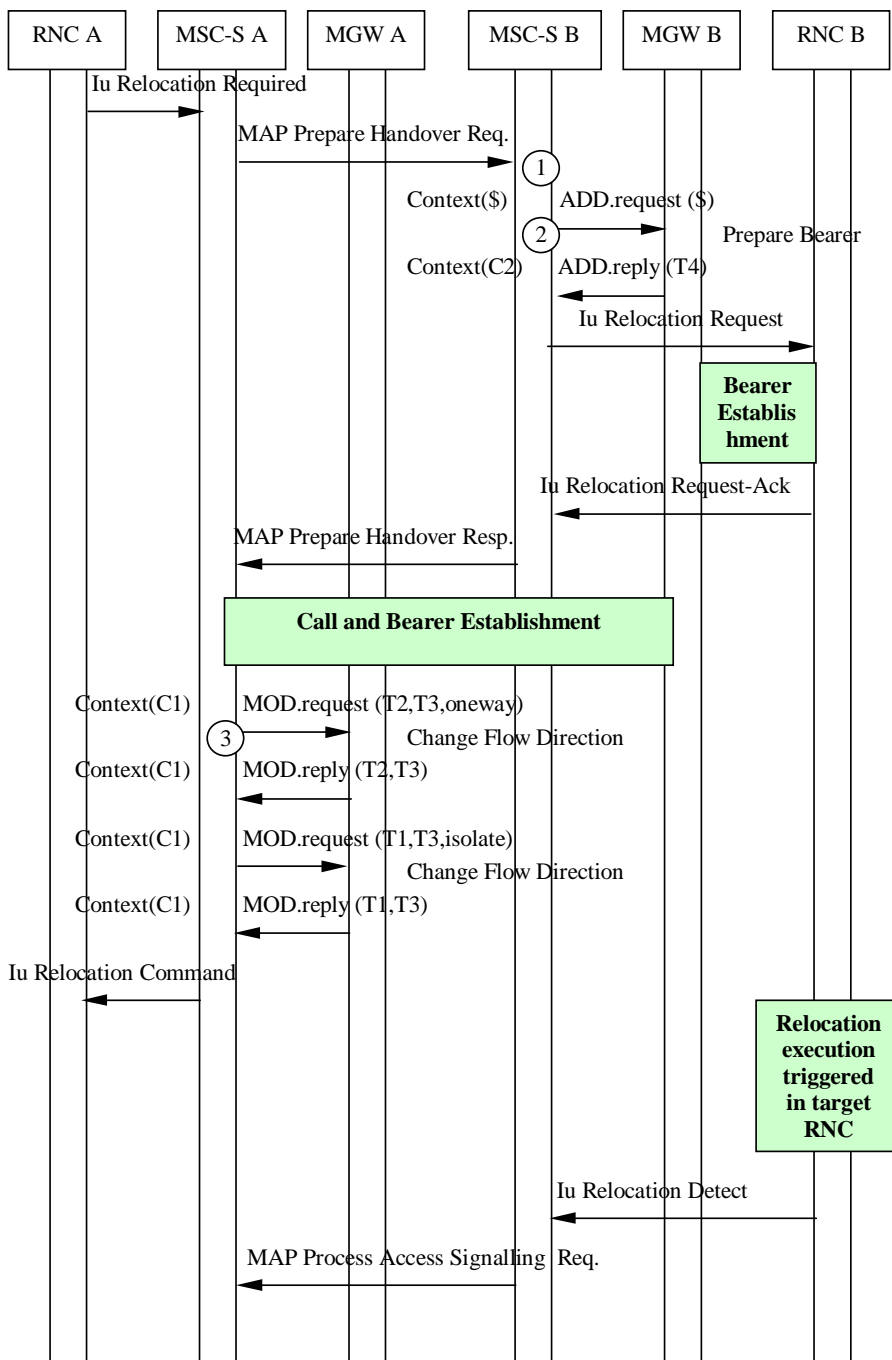 RNC A
MSC-S A
MGW A
MSC-S B
MGW B
RNC B
Iu Relocation Required
MAP Prepare Handover Req.
1
Context($)
ADD.request ($)
2
Prepare Bearer
Context(C2)
ADD.reply (T4)
Iu Relocation Request
Bearer
Establis
hment
Iu Relocation Request-Ack
MAP Prepare Handover Resp.
Call and Bearer Establishment
Context(C1)
MOD.request (T2,T3,oneway)
3
Change Flow Direction
Context(C1)
MOD.reply (T2,T3)
Context(C1)
MOD.request (T1,T3,isolate)
Change Flow Direction
Context(C1)
MOD.reply (T1,T3)
Iu Relocation Command
Relocation
execution
triggered
in target
RNC
Iu Relocation Detect
MAP Process Access Signalling Req.